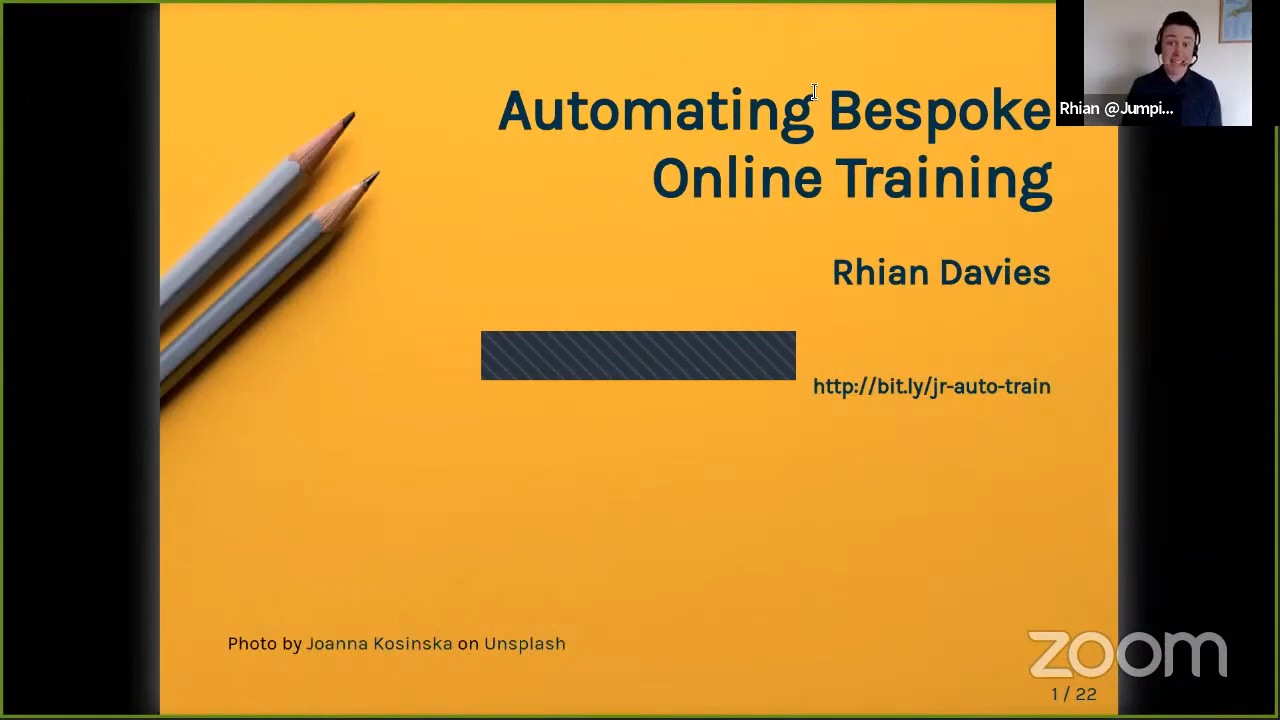 Automating Bespoke
Online Training
Rhian @Jumpi...
Rhian Davies
http://bit.ly/jr-auto-train
Photo by Joanna Kosinska on Unsplash
zoom
1 / 22